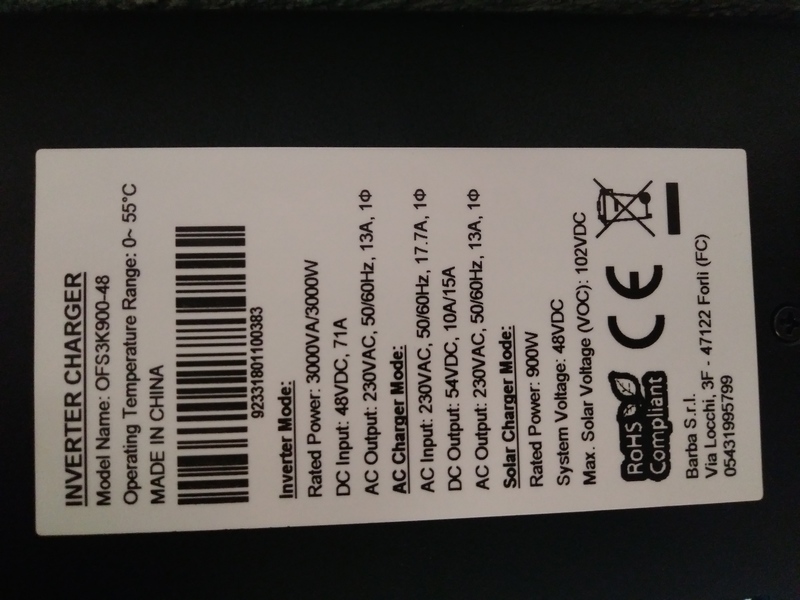 INVERTER CHARGER
Model Name: OFS3K900-48
Operating Temperature Range: 0~ 55°C
MADE IN CHINA
92331801100383
Inverter Mode:
Rated Power: 3000VA/3000W
DC Input: 48VDC, 71A
AC Output: 230VAC, 50/60Hz, 13A, 1Φ
AC Charger Mode:
AC Input: 230VAC, 50/60Hz, 17.7A, 1Φ
DC Output: 54VDC, 10A/15A
AC Output: 230VAC, 50/60Hz, 13A, 1Φ
Solar Charger Mode:
Rated Power: 900W
System Voltage: 48VDC
Max. Solar Voltage (VOC): 102VDC
RoHS
Compliant
CE
Barba S.r.l.
Via Locchi, 3F - 47122 Forlì (FC)
05431995799